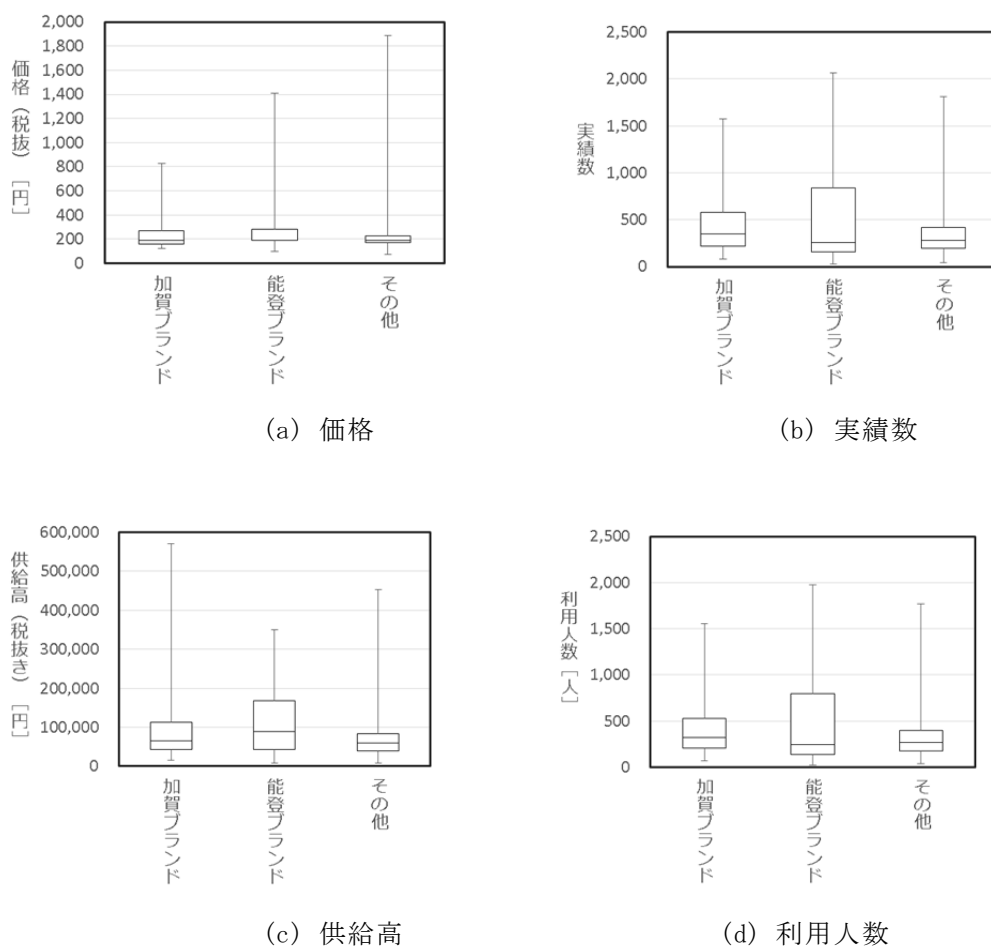 2,000
1,800
1,600
1,400
1,200
1,000
800
600
400
200
0
価格（税抜）［円］
加賀ブランド
能登ブランド
その他
(a) 価格
2,500
2,000
1,500
1,000
500
0
実績数
加賀ブランド
能登ブランド
その他
(b) 実績数
600,000
500,000
400,000
300,000
200,000
100,000
0
供給高（税抜き）［円］
加賀ブランド
能登ブランド
その他
(c) 供給高
2,500
2,000
1,500
1,000
500
0
利用人数［人］
加賀ブランド
能登ブランド
その他
(d) 利用人数